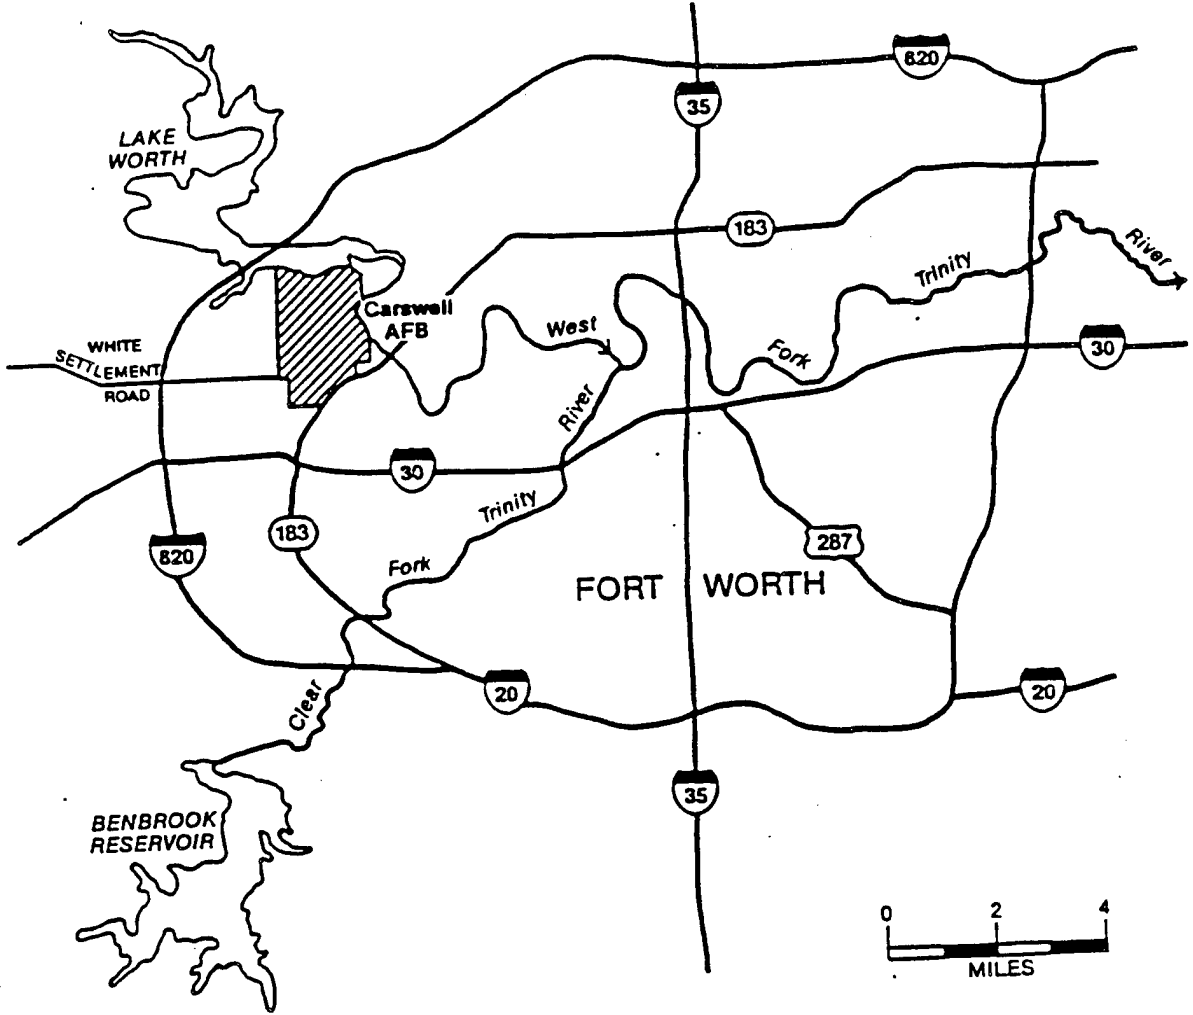 820
35
LAKE
WORTH
183
River
Trinity
Carswell
AFB
West
WHITE
SETTLEMENT
ROAD
Fork
30
River
30
Trinity
183
820
287
Fork
FORT WORTH
20
20
Clear
35
BENBROOK
RESERVOIR
0 2 4
MILES